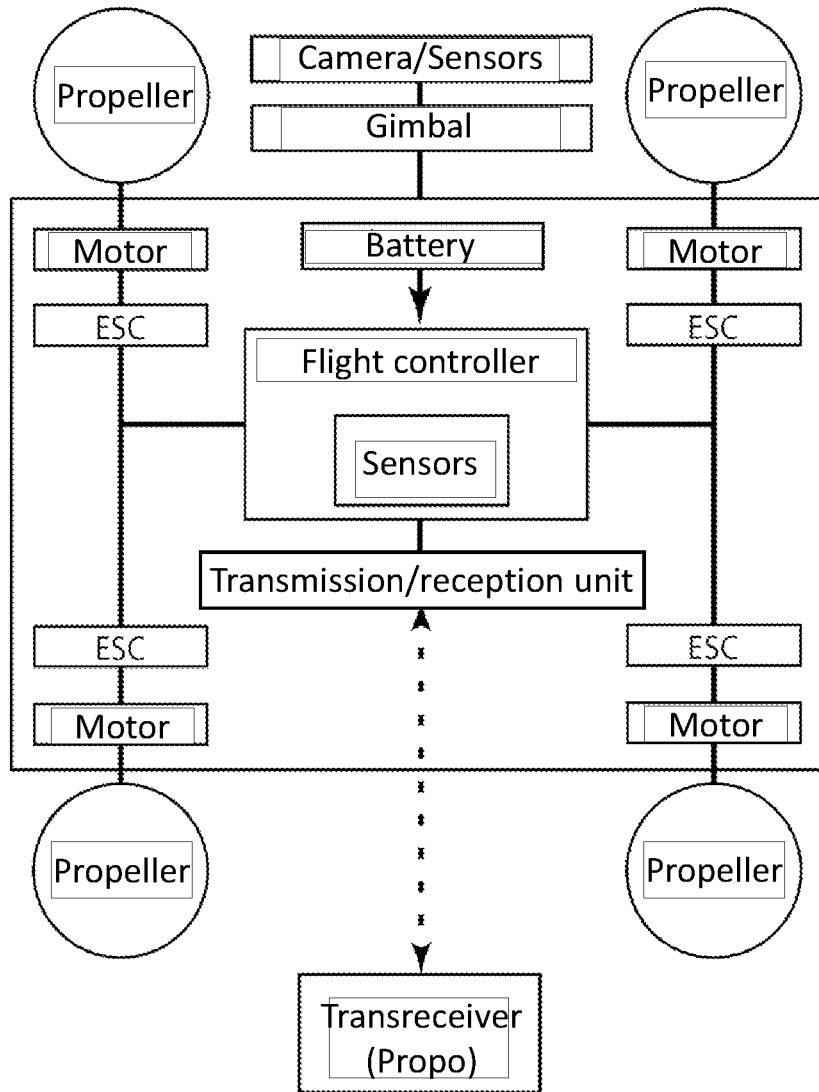 Camera/Sensors
Propeller
Propeller
Gimbal
Motor
Battery
Motor
ESC
ESC
Flight controller
Sensors
Transmission/reception unit
ESC
ESC
Motor
Motor
Propeller
Propeller
Transreceiver
(Propo)